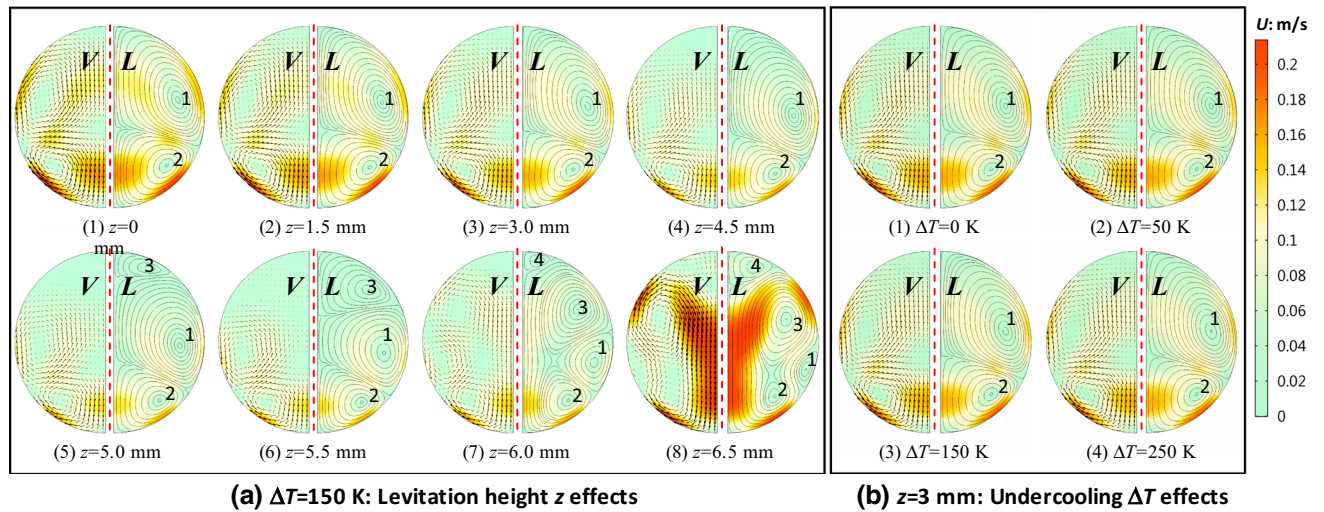 U: m/s
V L 1 2
V L 1 2
V L 1 2
V L 1 2
(1) z=0 mm
(2) z=1.5 mm
(3) z=3.0 mm
(4) z=4.5 mm
V L 3 1 2
V L 3 1 2
V L 4 3 1 2
V L 4 3 1 2
(5) z=5.0 mm
(6) z=5.5 mm
(7) z=6.0 mm
(8) z=6.5 mm
(a) ΔT=150 K: Levitation height z effects
V L 1 2
V L 1 2
(1) ΔT=0 K
(2) ΔT=50 K
V L 1 2
V L 1 2
(3) ΔT=150 K
(4) ΔT=250 K
(b) z=3 mm: Undercooling ΔT effects
0.2
0.18
0.16
0.14
0.12
0.1
0.08
0.06
0.04
0.02
0